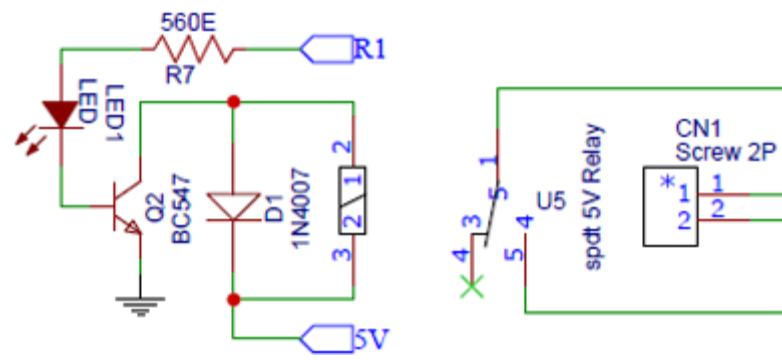 560E
R7
R1
LED
LED1
Q2
BC547
D1
1N4007
2
1
2
3
5V
1
5
3
4
4
5
U5
spdt 5V Relay
CN1
Screw 2P
* 1 1
2 2